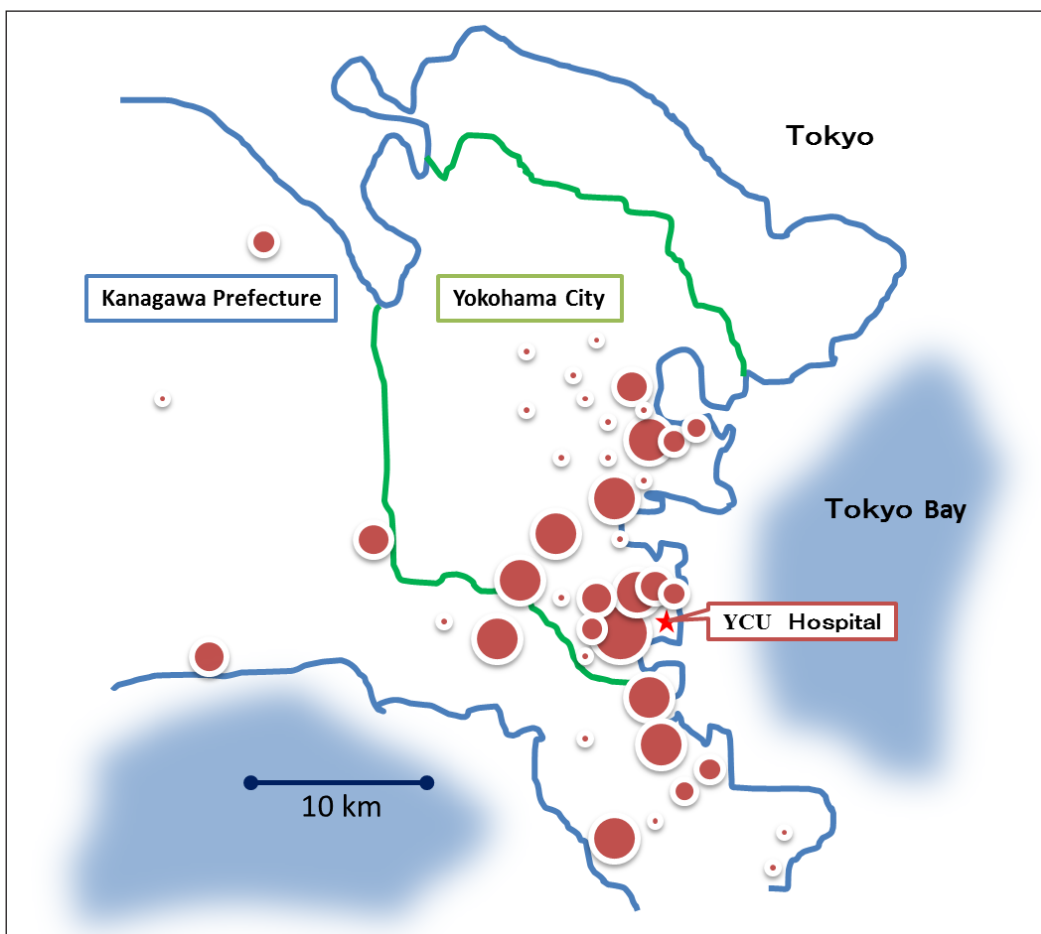 Tokyo
Kanagawa Prefecture
Yokohama City
Tokyo Bay
YCU Hospital
10 km